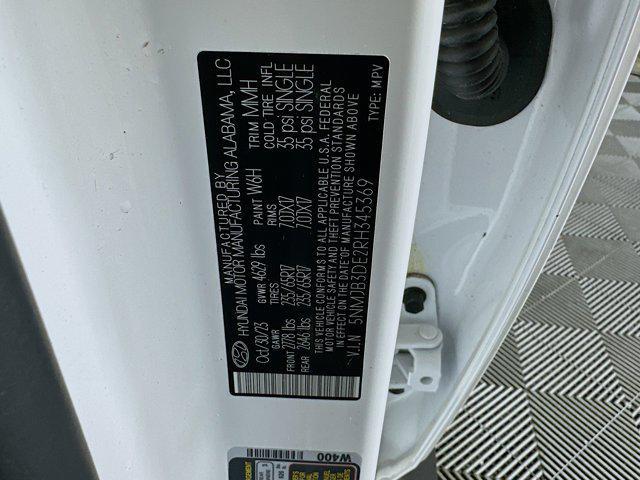 MANUFACTURED BY
HYUNDAI MOTOR MANUFACTURING ALABAMA, LLC
Oct/30/23 GVWR 4629 lbs PAINT W6H TRIM MMH
GAWR TIRES RIMS COLD TIRE INFL
FRONT 2778 lbs 235/65R17 7.0JX17 35 psi SINGLE
REAR 2646 lbs 235/65R17 7.0JX17 35 psi SINGLE
THIS VEHICLE CONFORMS TO ALL APPLICABLE U.S.A. FEDERAL
MOTOR VEHICLE SAFETY AND THEFT PREVENTION STANDARDS
IN EFFECT ON THE DATE OF MANUFACTURE SHOWN ABOVE
V.I.N 5NMJB3DE2RH345369 TYPE: MPV
W400